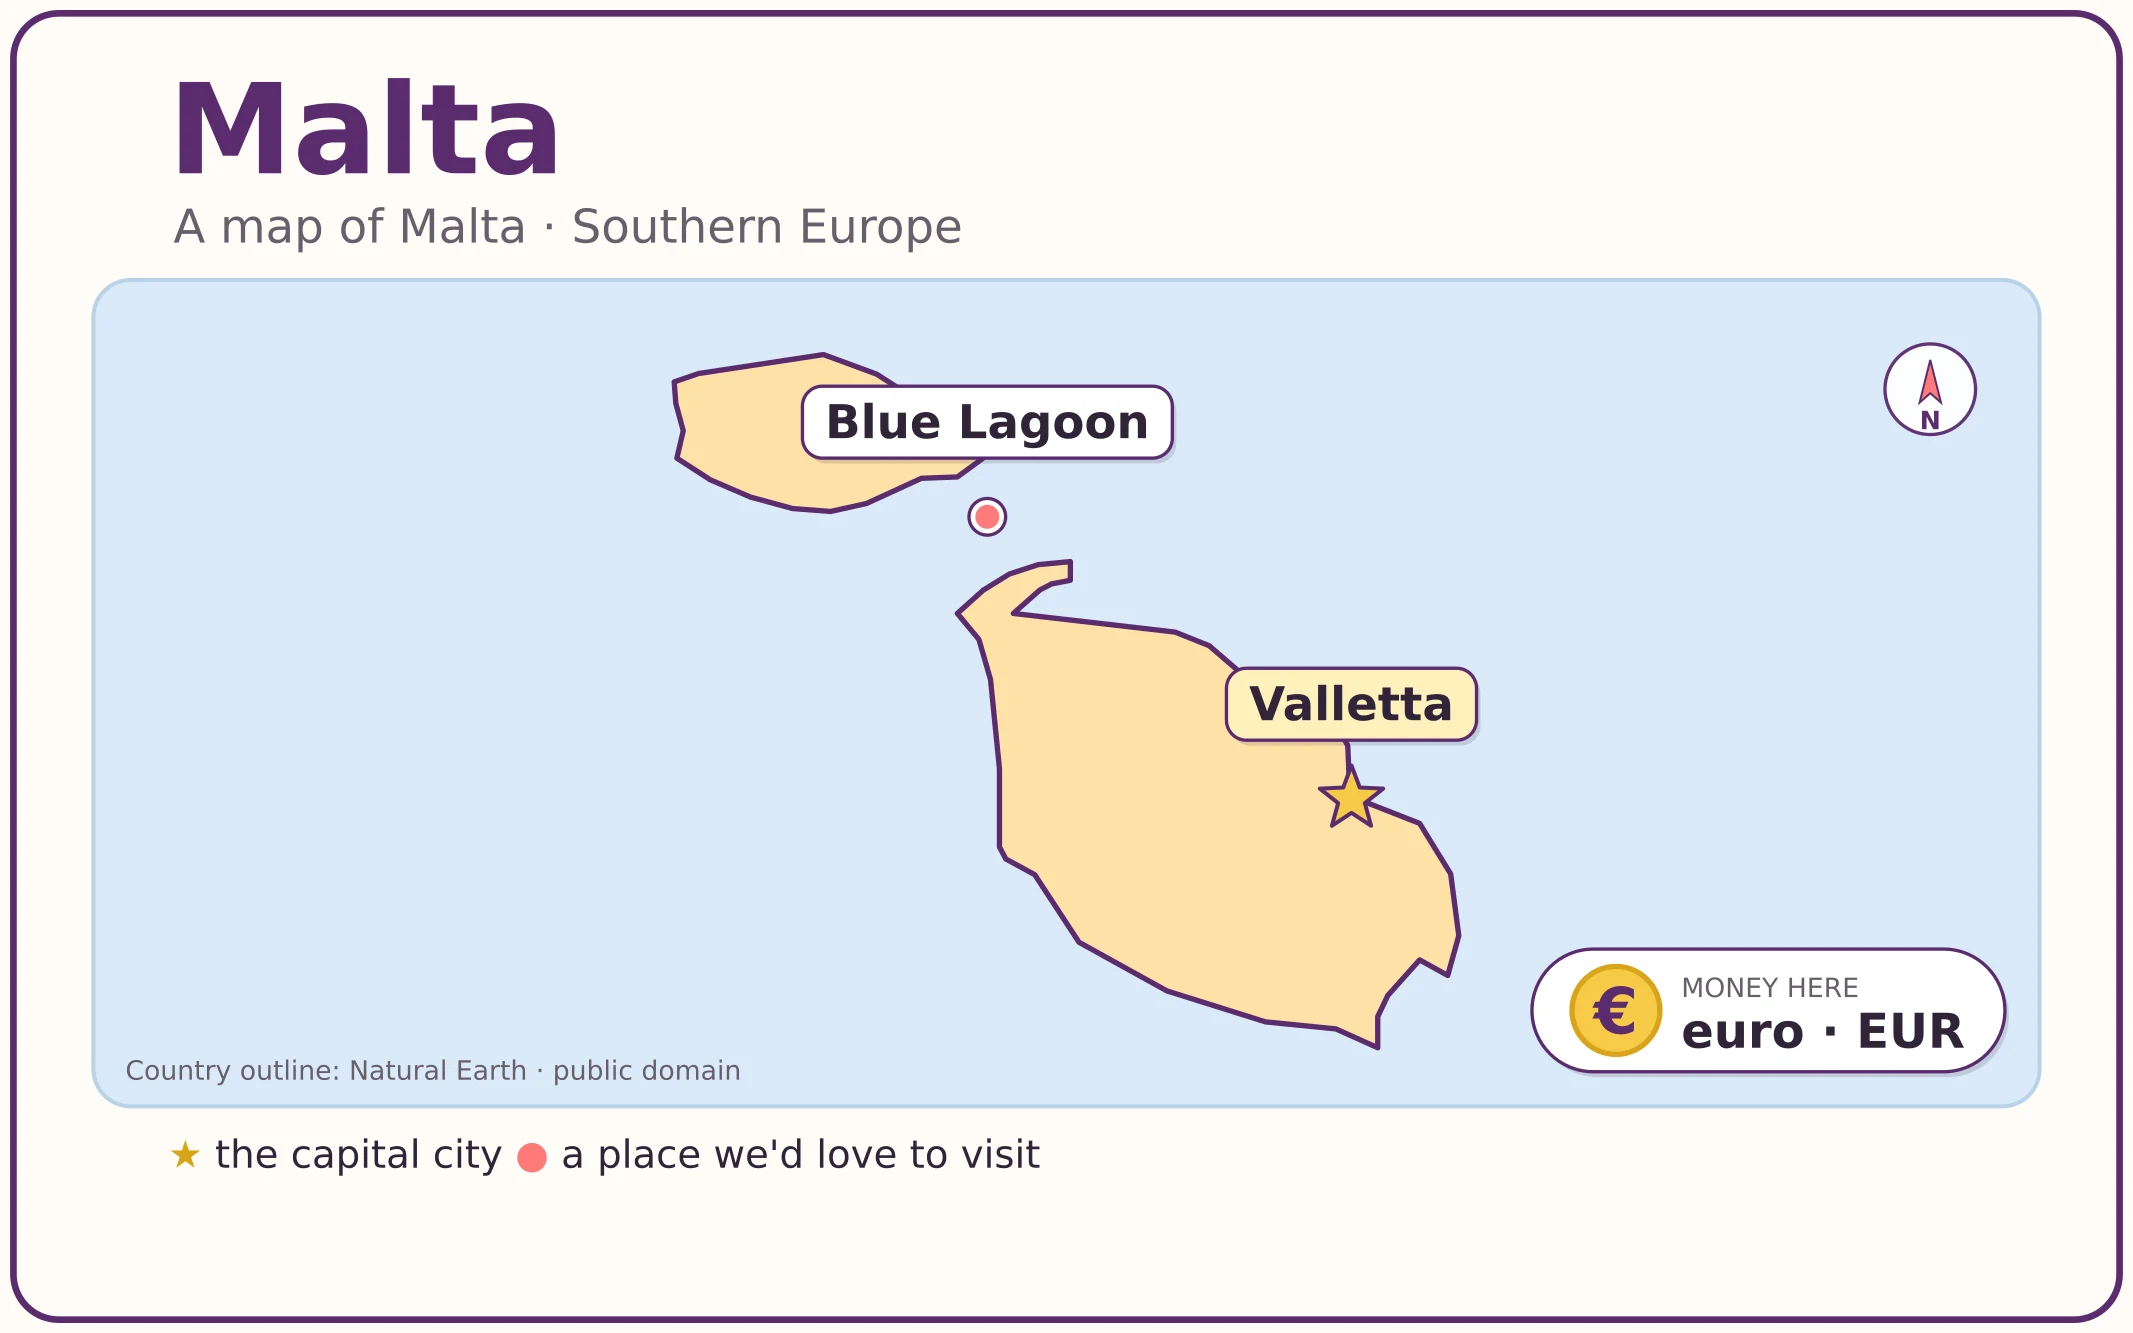 Malta
A map of Malta · Southern Europe
Blue Lagoon
N
Valletta
€
MONEY HERE
euro · EUR
Country outline: Natural Earth · public domain
★ the capital city ● a place we'd love to visit